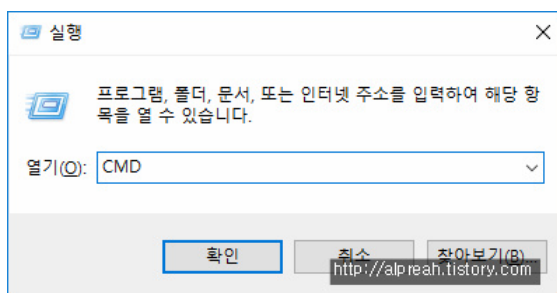 실행
프로그램, 폴더, 문서, 또는 인터넷 주소를 입력하여 해당 항
목을 열 수 있습니다.
열기(O): CMD
확인 취소 찾아보기(B)...
http://alpreah.tistory.com